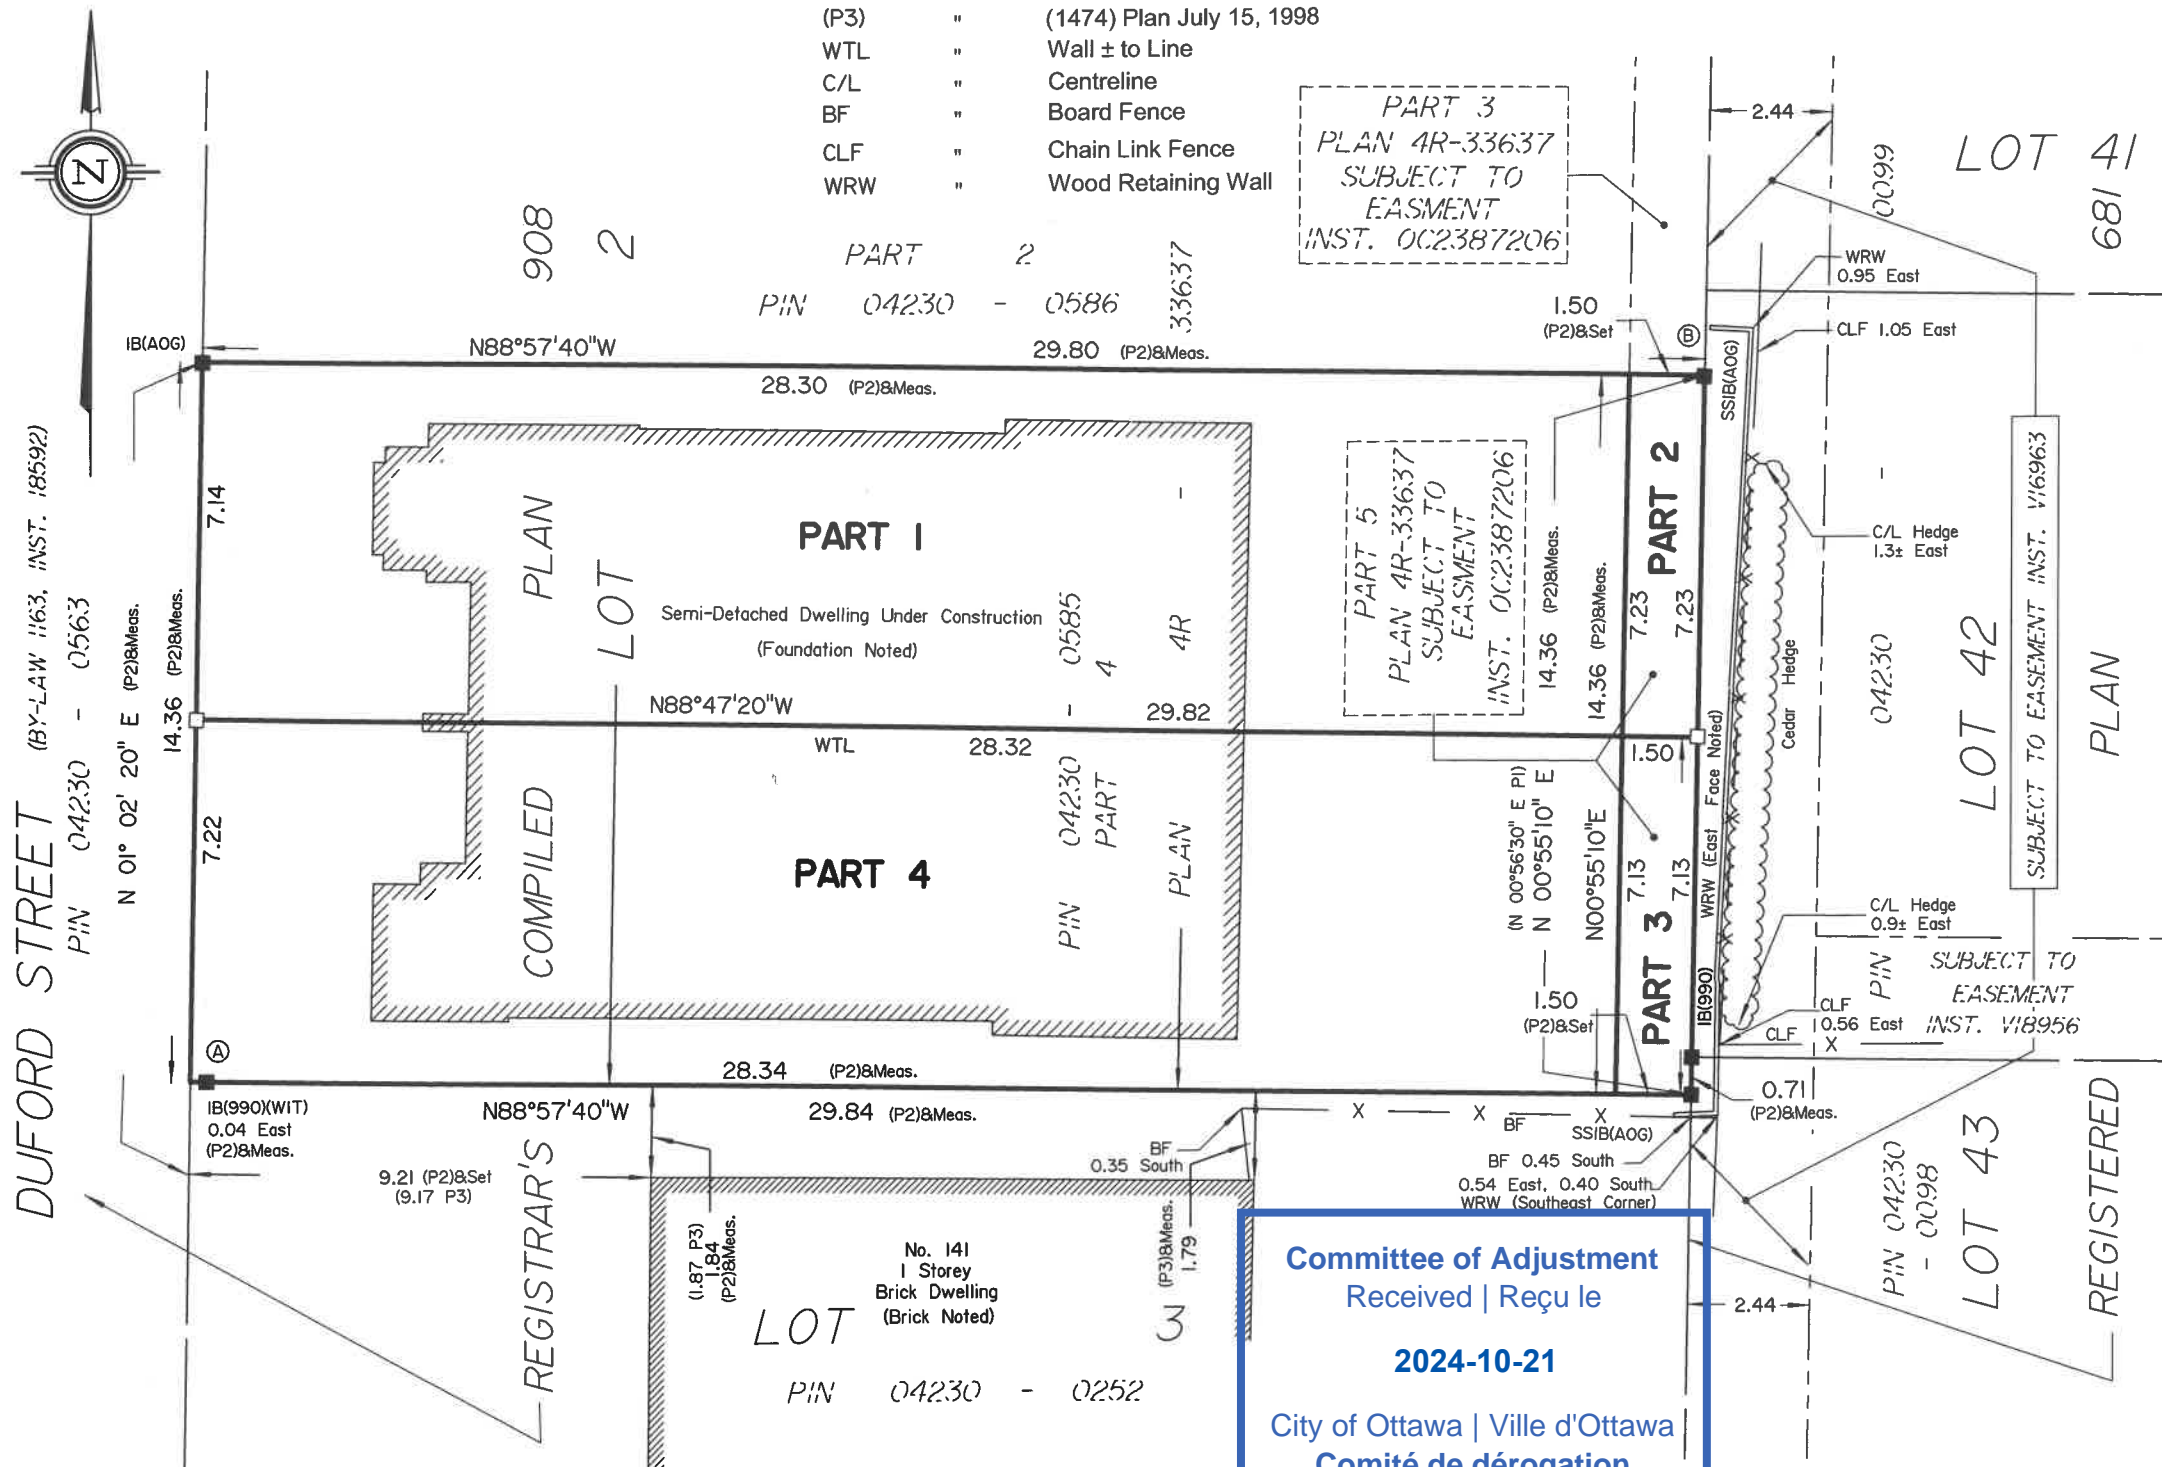 (P3) " (1474) Plan July 15, 1998
WTL " Wall ± to Line
C/L " Centreline
BF " Board Fence
CLF " Chain Link Fence
WRW " Wood Retaining Wall
N
PART 3
PLAN 4R-33637
SUBJECT TO
EASMENT
INST. OC2387206
2.44
LOT 41
0099
681
908
2
PART 2
PIN 04230 - 0586
33637
WRW
0.95 East
CLF 1.05 East
1.50
(P2)&Set
B
SSIB(AOG)
IB(AOG)
N88°57'40"W
29.80 (P2)&Meas.
28.30 (P2)&Meas.
DUFORD STREET
(BY-LAW 1163, INST. 18592)
PIN 04230 - 0563
N 01° 02' 20" E (P2)&Meas.
14.36 (P2)&Meas.
7.14
7.22
PLAN
LOT
COMPILED
PART 1
Semi-Detached Dwelling Under Construction
(Foundation Noted)
PIN 04230 - 0585
PART 4
PLAN 4R -
N88°47'20"W
29.82
WTL
28.32
PART 4
PART 5
PLAN 4R-33637
SUBJECT TO
EASMENT
INST. OC2387206
14.36 (P2)&Meas.
14.36 (P2)&Meas.
PART 2
7.23
7.23
1.50
(N 00°56'30" E P1)
N 00°55'10" E
N00°55'10"E
7.13
7.13
PART 3
1.50
(P2)&Set
IB(990)
WRW (East Face Noted)
Cedar Hedge
C/L Hedge
1.3± East
C/L Hedge
0.9± East
CLF
0.56 East
CLF
X
PIN 04230 -
LOT 42
SUBJECT TO EASEMENT INST. V16963
PLAN
SUBJECT TO
EASEMENT
INST. V18956
0.71
(P2)&Meas.
A
IB(990)(WIT)
0.04 East
(P2)&Meas.
28.34 (P2)&Meas.
N88°57'40"W
29.84 (P2)&Meas.
X X X
BF
SSIB(AOG)
BF
0.35 South
BF 0.45 South
0.54 East, 0.40 South
WRW (Southeast Corner)
9.21 (P2)&Set
(9.17 P3)
REGISTRAR'S
(1.87 P3)
1.84
(P2)&Meas.
(P3)&Meas.
1.79
No. 141
1 Storey
Brick Dwelling
(Brick Noted)
LOT 3
PIN 04230 - 0252
PIN 04230
- 0098
LOT 43
REGISTERED
2.44
Committee of Adjustment
Received | Reçu le
2024-10-21
City of Ottawa | Ville d'Ottawa
Comité de dérogation